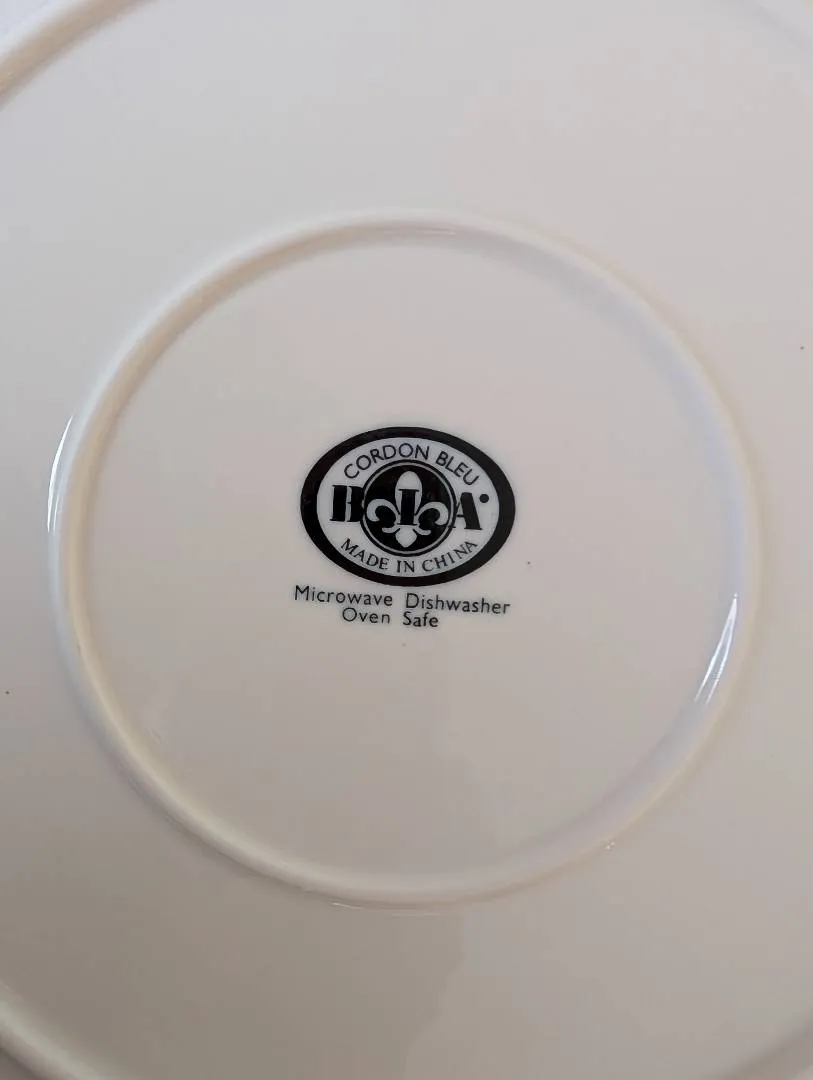 CORDON BLEU
BIA
MADE IN CHINA
Microwave Dishwasher
Oven Safe